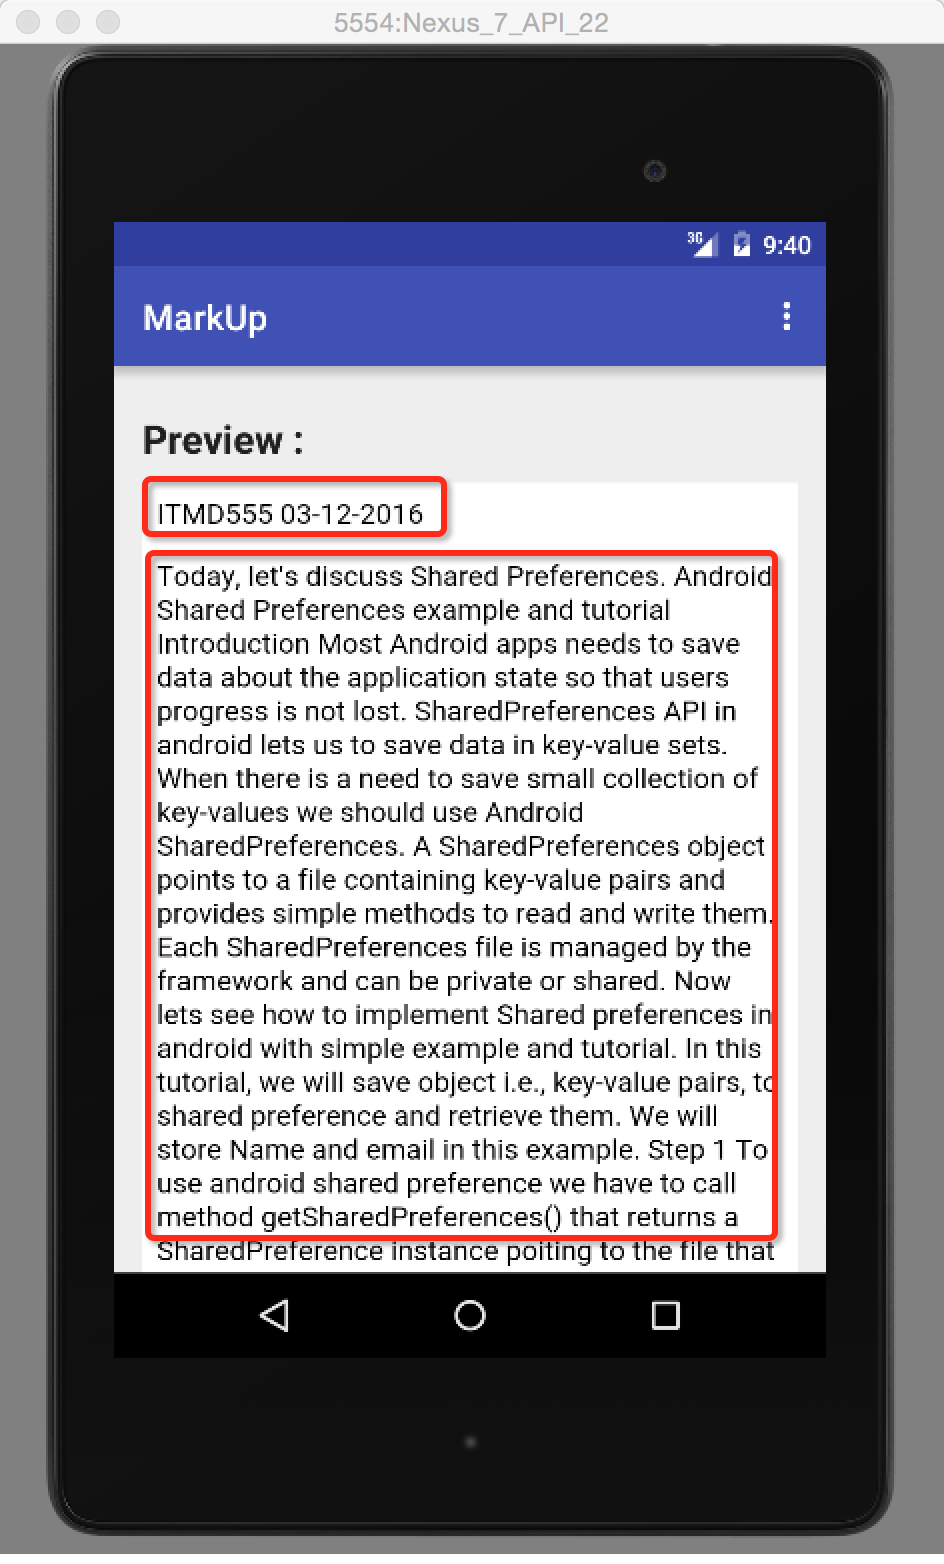 5554:Nexus_7_API_22
3G 9:40
MarkUp
Preview :
ITMD555 03-12-2016
Today, let's discuss Shared Preferences. Android
Shared Preferences example and tutorial
Introduction Most Android apps needs to save
data about the application state so that users
progress is not lost. SharedPreferences API in
android lets us to save data in key-value sets.
When there is a need to save small collection of
key-values we should use Android
SharedPreferences. A SharedPreferences object
points to a file containing key-value pairs and
provides simple methods to read and write them.
Each SharedPreferences file is managed by the
framework and can be private or shared. Now
lets see how to implement Shared preferences in
android with simple example and tutorial. In this
tutorial, we will save object i.e., key-value pairs, to
shared preference and retrieve them. We will
store Name and email in this example. Step 1 To
use android shared preference we have to call
method getSharedPreferences() that returns a
SharedPreference instance poiting to the file that